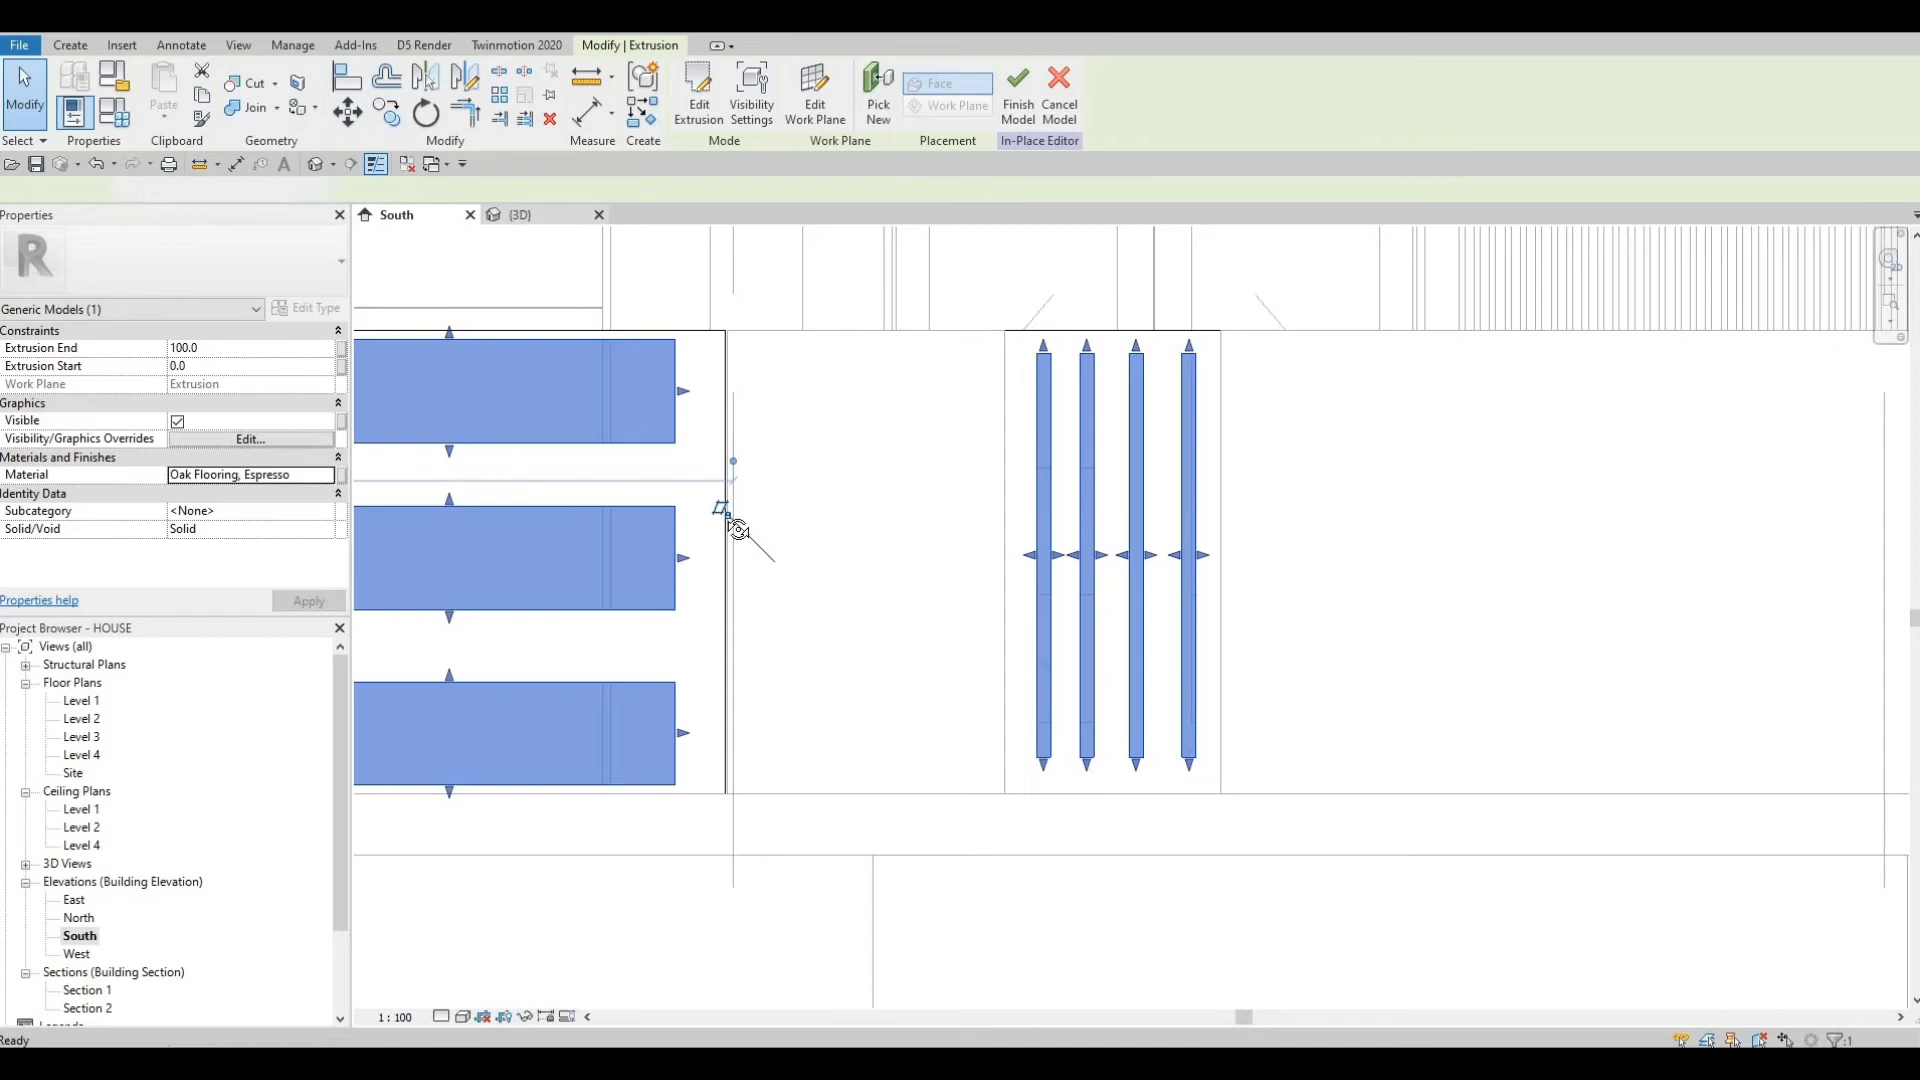 File Create Insert Annotate View Manage Add-Ins D5 Render Twinmotion 2020 Modify | Extrusion
Modify Paste Cut Join Edit Extrusion Visibility Settings Edit Work Plane Pick New Face Work Plane Finish Model Cancel Model
Select Properties Clipboard Geometry Modify Measure Create Mode Work Plane Placement In-Place Editor
Properties
South
{3D}
R
Generic Models (1) Edit Type
Constraints
Extrusion End 100.0
Extrusion Start 0.0
Work Plane Extrusion
Graphics
Visible
Visibility/Graphics Overrides Edit...
Materials and Finishes
Material Oak Flooring, Espresso
Identity Data
Subcategory <None>
Solid/Void Solid
Properties help Apply
Project Browser - HOUSE
Views (all)
Structural Plans
Floor Plans
Level 1
Level 2
Level 3
Level 4
Site
Ceiling Plans
Level 1
Level 2
Level 4
3D Views
Elevations (Building Elevation)
East
North
South
West
Sections (Building Section)
Section 1
Section 2
1 : 100
Ready
:1